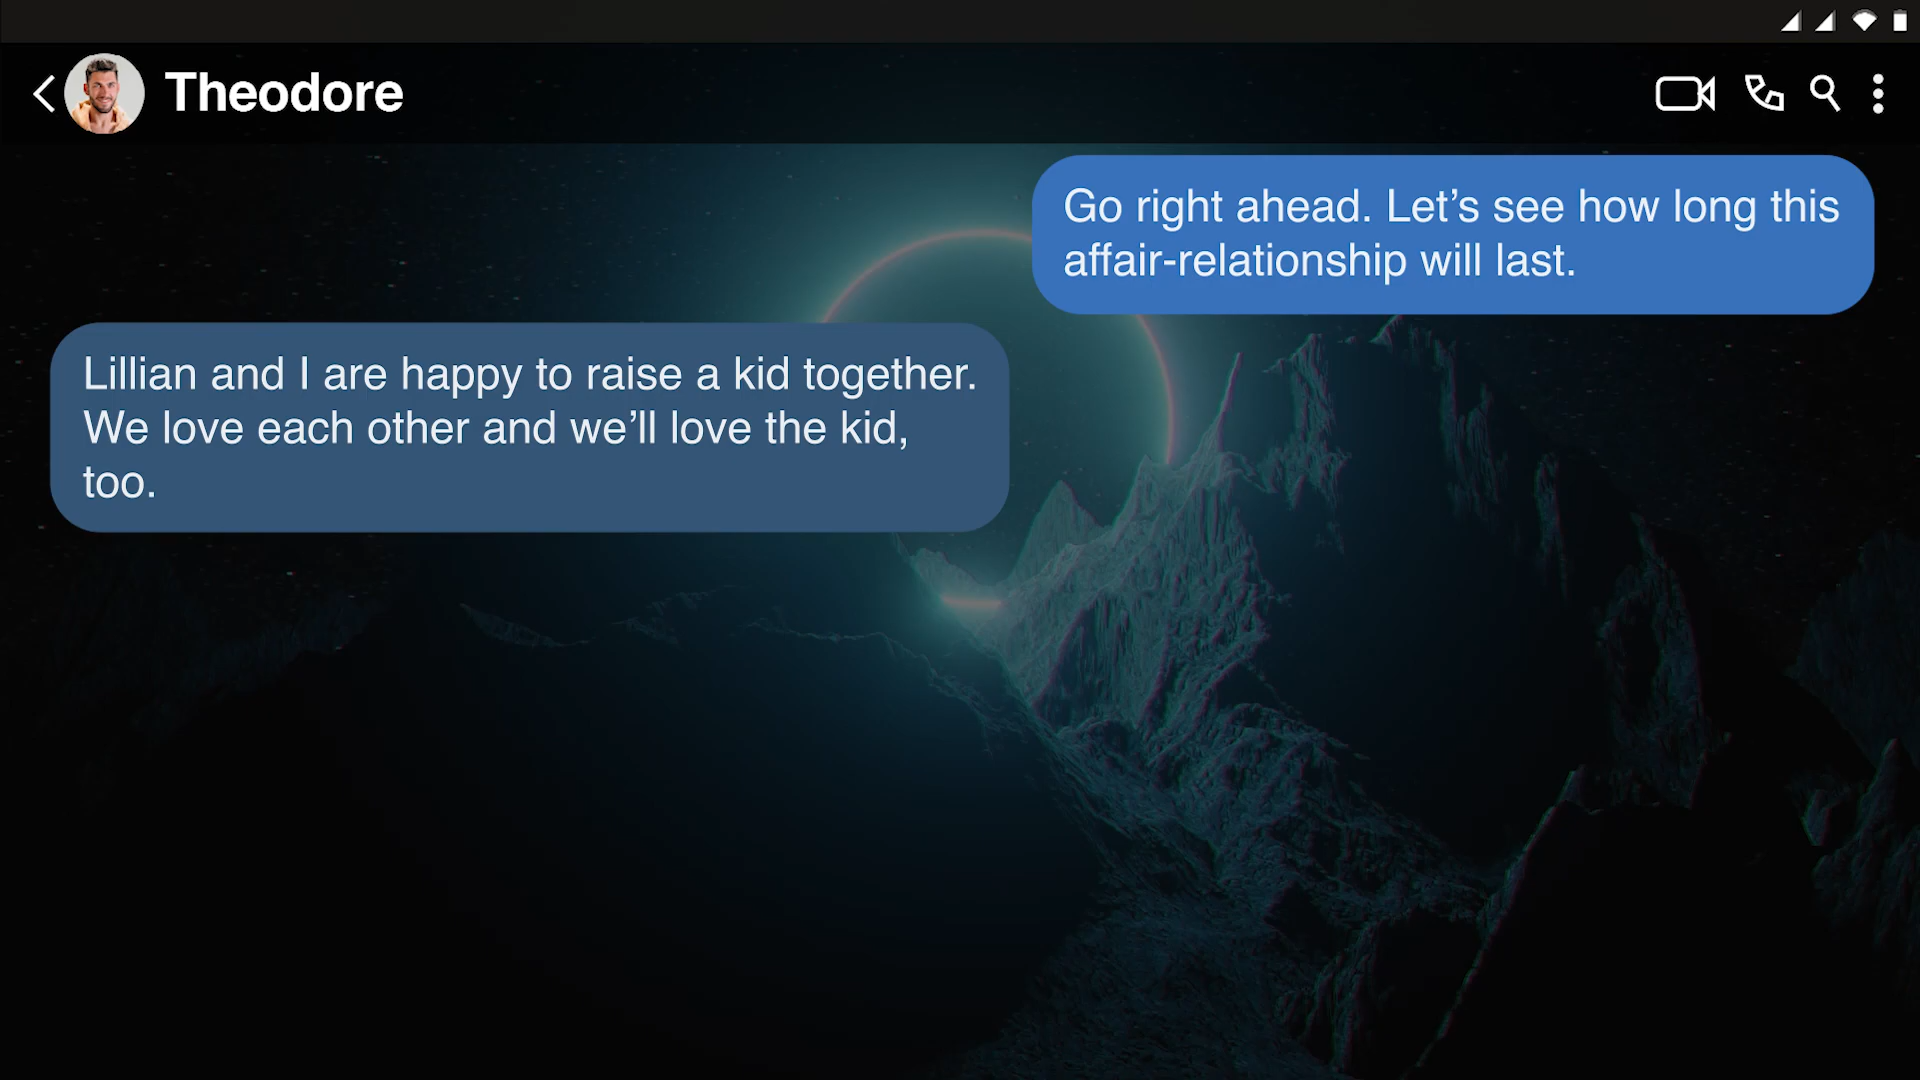 Theodore
Go right ahead. Let’s see how long this
affair-relationship will last.
Lillian and I are happy to raise a kid together.
We love each other and we’ll love the kid,
too.